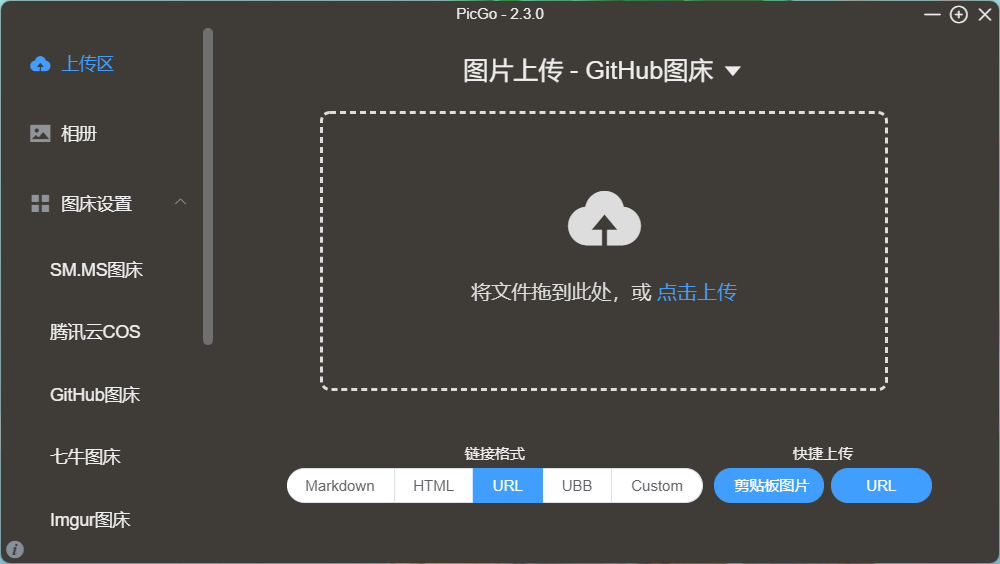 PicGo - 2.3.0
上传区
相册
图床设置
SM.MS图床
腾讯云COS
GitHub图床
七牛图床
Imgur图床
图片上传 - GitHub图床
将文件拖到此处，或 点击上传
链接格式
Markdown HTML URL UBB Custom
快捷上传
剪贴板图片 URL